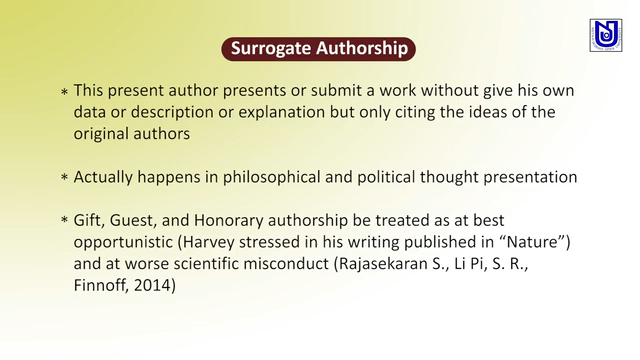 Surrogate Authorship
* This present author presents or submit a work without give his own
data or description or explanation but only citing the ideas of the
original authors
* Actually happens in philosophical and political thought presentation
* Gift, Guest, and Honorary authorship be treated as at best
opportunistic (Harvey stressed in his writing published in “Nature”)
and at worse scientific misconduct (Rajasekaran S., Li Pi, S. R.,
Finnoff, 2014)